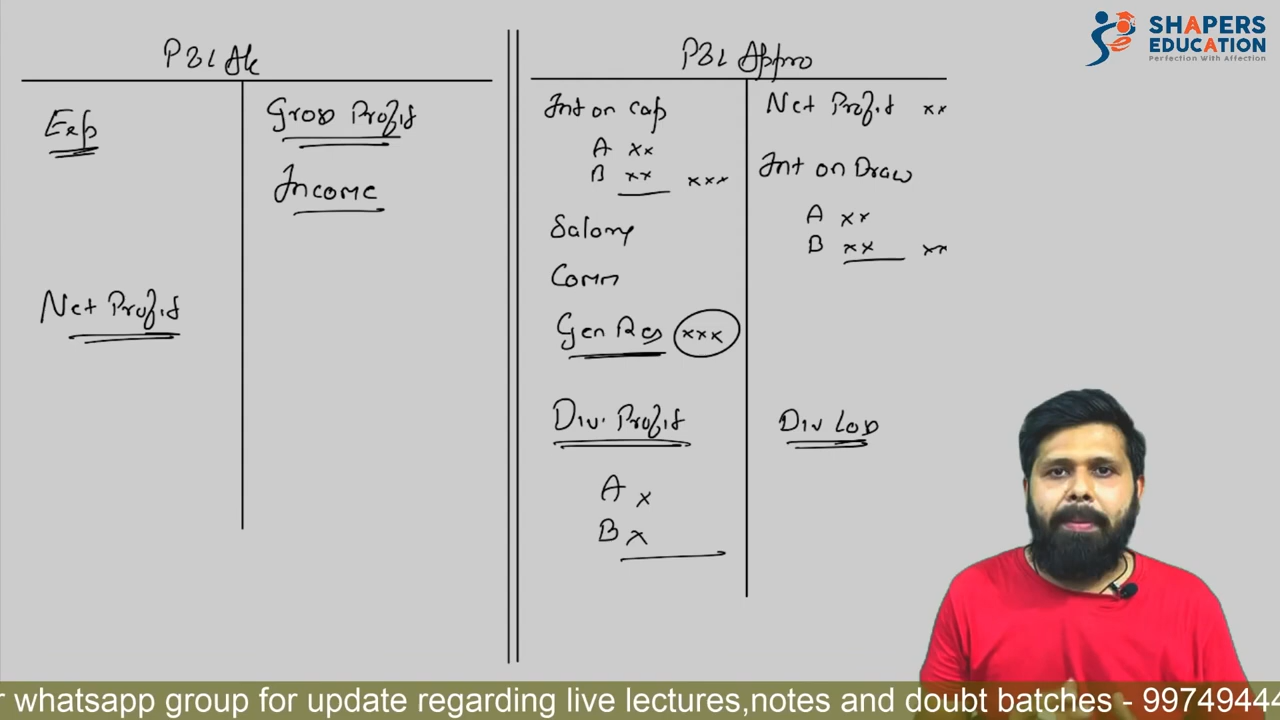 P&L A/c
Exp
Gross Profit
Income
Net Profit
P&L Appro
Int on Cap
A xx
B xx xxx
Salary
Comm
Gen Res xxx
Div. Profit
A x
B x
Net Profit xx
Int on Draw
A xx
B xx xx
Div Loss
SHAPERS
EDUCATION
Perfection With Affection
r whatsapp group for update regarding live lectures,notes and doubt batches - 997494444